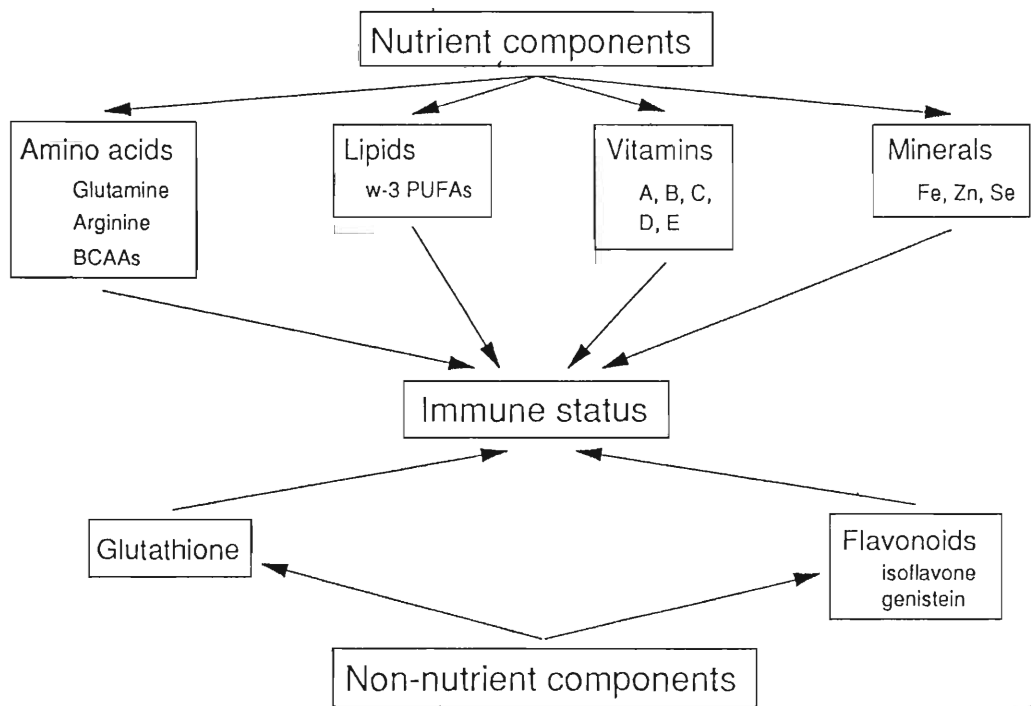 Nutrient components
Amino acids
Glutamine
Arginine
BCAAs
Lipids
w-3 PUFAs
Vitamins
A, B, C,
D, E
Minerals
Fe, Zn, Se
Immune status
Glutathione
Flavonoids
isoflavone
genistein
Non-nutrient components